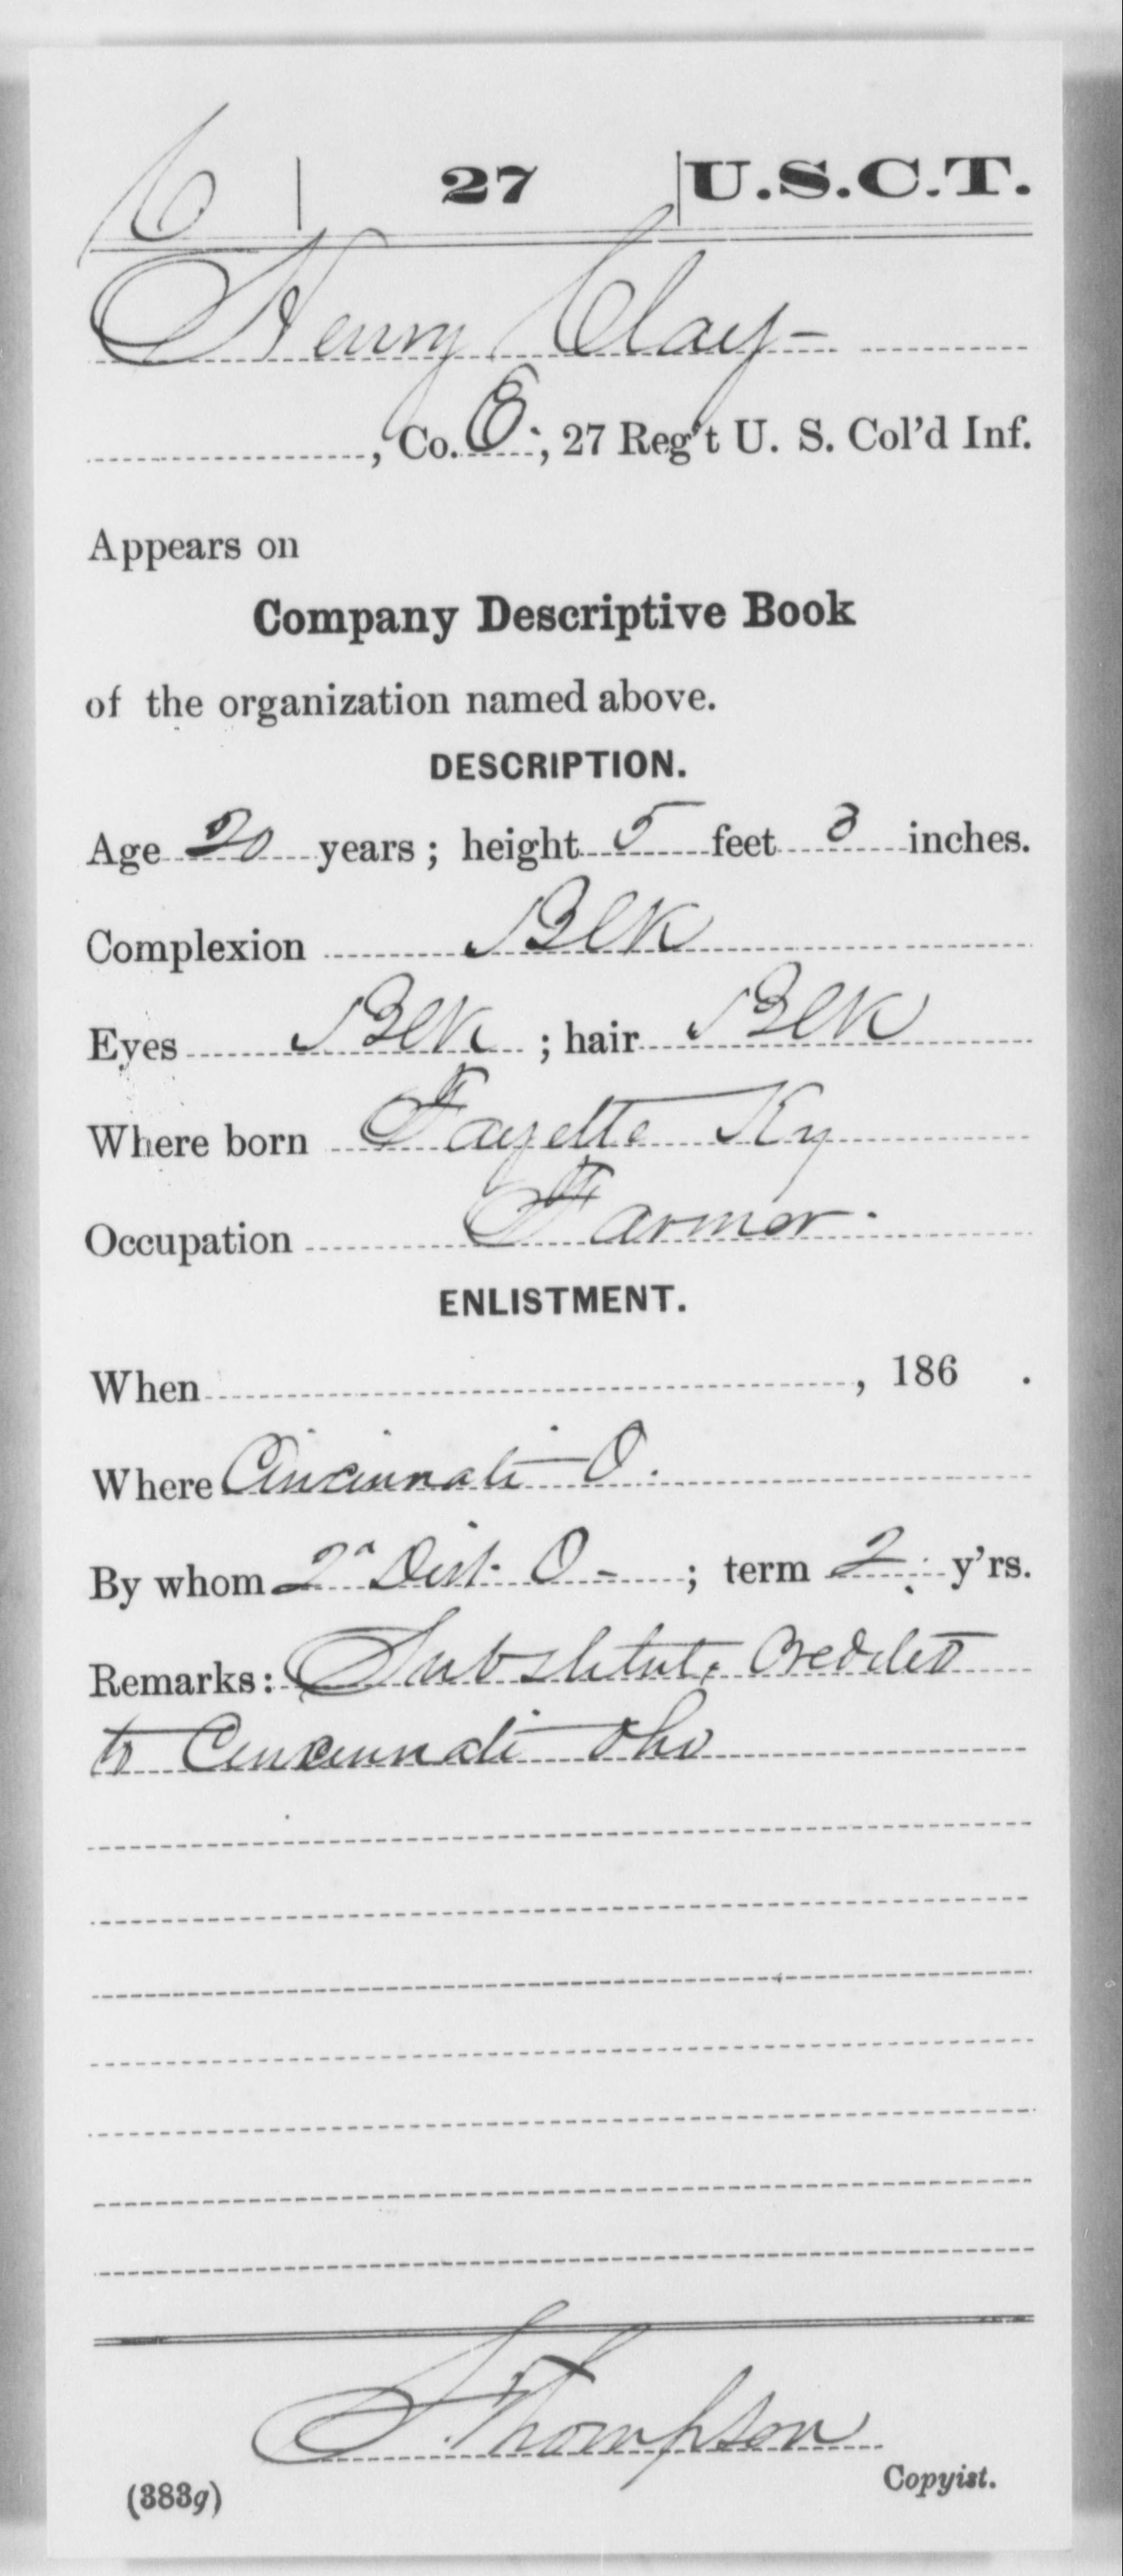 C | 27 | U.S.C.T.
Henry Clay
, Co. E; 27 Reg't U. S. Col'd Inf.
Appears on
Company Descriptive Book
of the organization named above.
DESCRIPTION.
Age 20 years; height 5 feet 3 inches.
Complexion Blk
Eyes Blk; hair Blk
Where born Fayette Ky
Occupation Farmer.
ENLISTMENT.
When , 186 .
Where Cincinnati O.
By whom 2" Dist. O -; term 2 y'rs.
Remarks: Substitute Credited
to Cincinnati Ohio
Thompson
Copyist.
(383g)